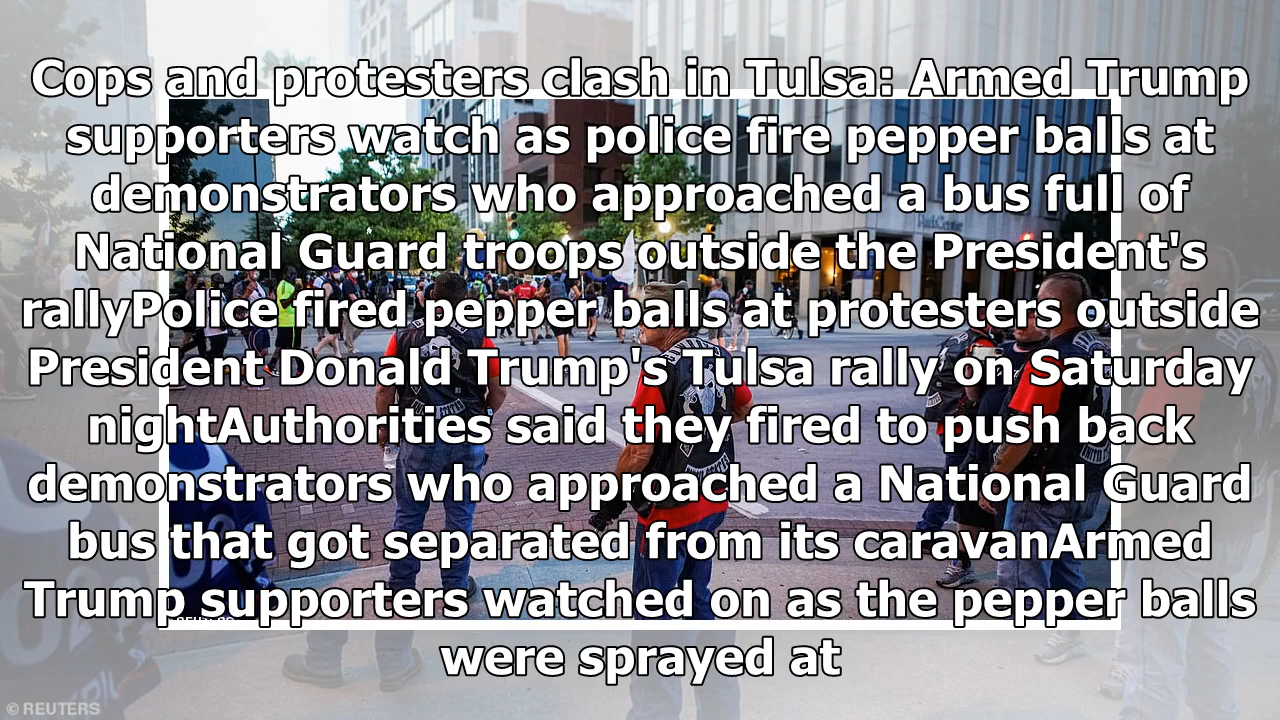 Cops and protesters clash in Tulsa: Armed Trump
supporters watch as police fire pepper balls at
demonstrators who approached a bus full of
National Guard troops outside the President's
rallyPolice fired pepper balls at protesters outside
President Donald Trump's Tulsa rally on Saturday
nightAuthorities said they fired to push back
demonstrators who approached a National Guard
bus that got separated from its caravanArmed
Trump supporters watched on as the pepper balls
were sprayed at
© REUTERS